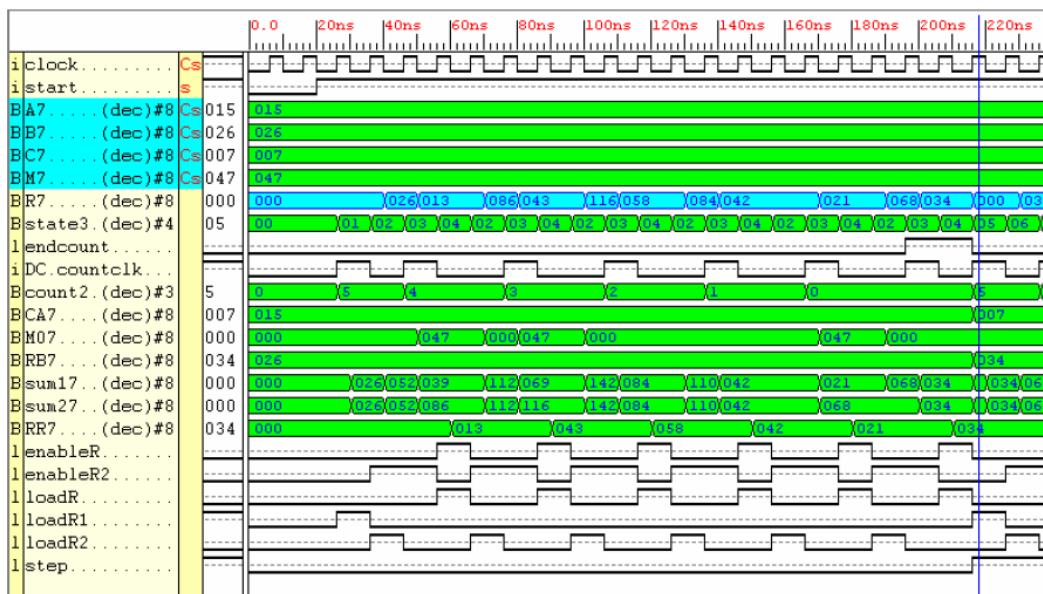 0.0 20ns 40ns 60ns 80ns 100ns 120ns 140ns 160ns 180ns 200ns 220ns
i clock.......... Cs
i start.......... s
B A7.....(dec)#8 Cs 015 015
B B7.....(dec)#8 Cs 026 026
B C7.....(dec)#8 Cs 007 007
B M7.....(dec)#8 Cs 047 047
B R7.....(dec)#8 000 000 026 013 086 043 116 058 084 042 021 068 034 000 03
B state3.(dec)#4 05 00 01 02 03 04 02 03 04 02 03 04 02 03 04 02 03 04 02 03 04 05 06
l endcount......
i DC.countclk...
B count2.(dec)#3 5 0 5 4 3 2 1 0 5
B CA7....(dec)#8 007 015 007
B M07....(dec)#8 000 000 047 000 047 000 047 000
B RB7....(dec)#8 034 026 034
B sum17..(dec)#8 000 000 026 052 039 112 069 142 084 110 042 021 068 034 034 06
B sum27..(dec)#8 000 000 026 052 086 112 116 142 084 110 042 068 034 034 06
B RR7....(dec)#8 034 000 013 043 058 042 021 034
l enableR.......
l enableR2......
l loadR.........
l loadR1........
l loadR2........
l step..........